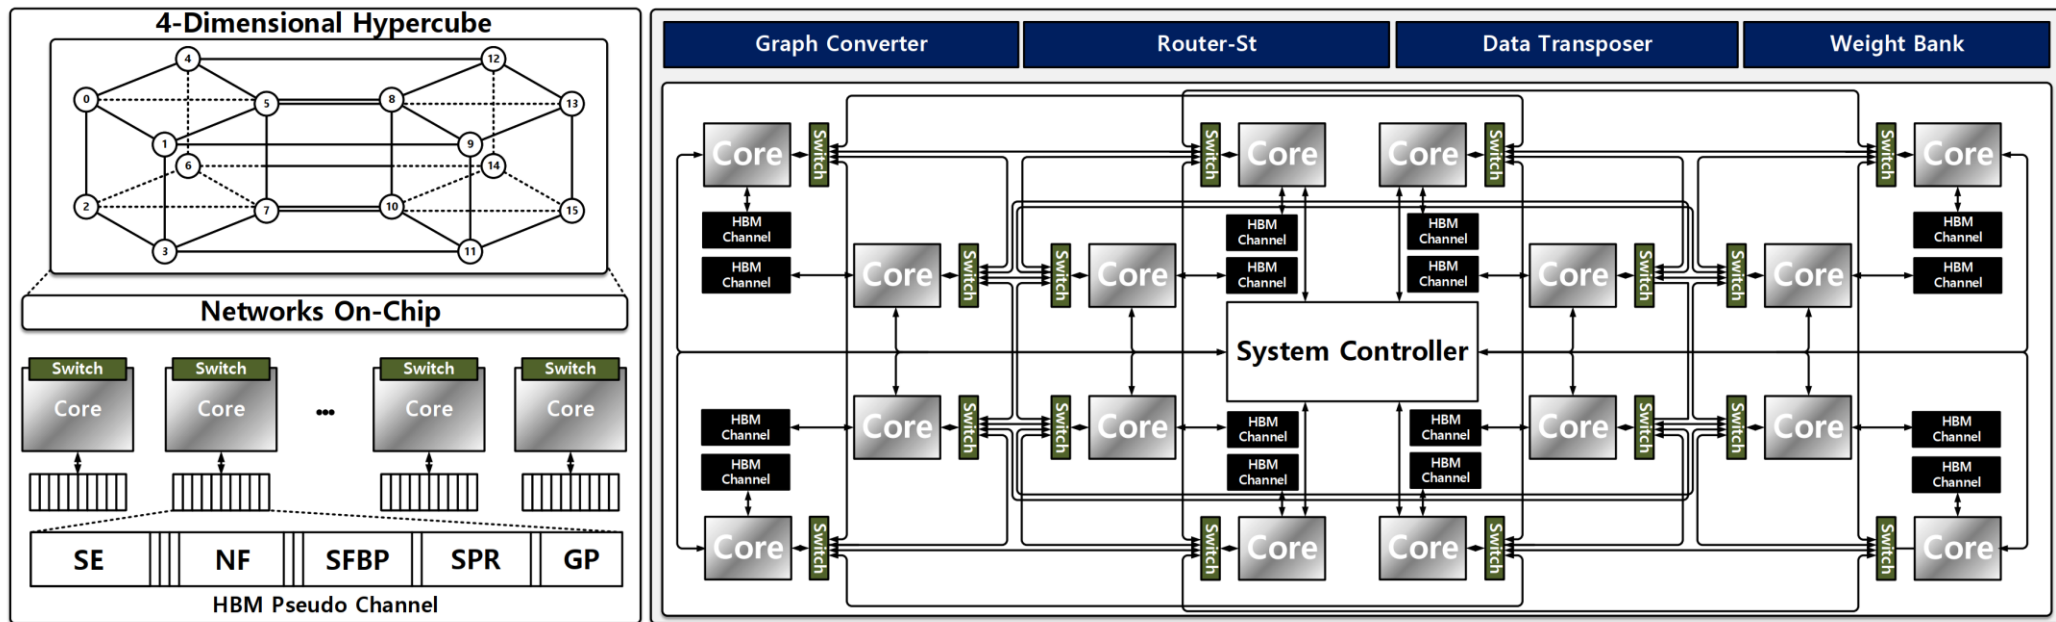 4-Dimensional Hypercube
4
12
0
5
8
13
1
9
6
14
2
7
10
15
3
11
Networks On-Chip
Switch
Switch
Switch
Switch
Core
Core
...
Core
Core
SE
NF
SFBP
SPR
GP
HBM Pseudo Channel
Graph Converter
Router-St
Data Transposer
Weight Bank
Core
Switch
Switch
Core
Core
Switch
Switch
Core
HBM
Channel
HBM
Channel
HBM
Channel
HBM
Channel
HBM
Channel
Core
Switch
Switch
Core
HBM
Channel
HBM
Channel
Core
Switch
Switch
Core
HBM
Channel
System Controller
HBM
Channel
Core
Switch
Switch
Core
HBM
Channel
HBM
Channel
Core
Switch
Switch
Core
HBM
Channel
HBM
Channel
HBM
Channel
HBM
Channel
HBM
Channel
Core
Switch
Switch
Core
Core
Switch
Switch
Core